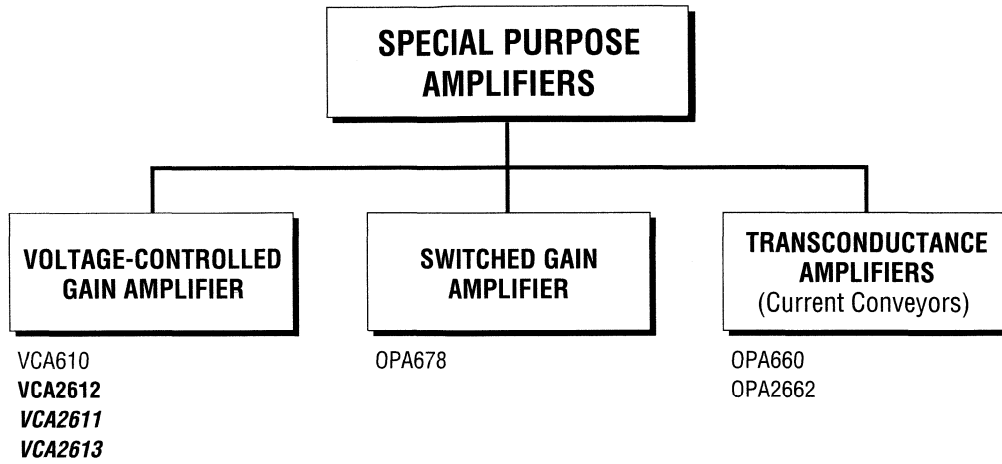 SPECIAL PURPOSE
AMPLIFIERS
VOLTAGE-CONTROLLED
GAIN AMPLIFIER
VCA610
VCA2612
VCA2611
VCA2613
SWITCHED GAIN
AMPLIFIER
OPA678
TRANSCONDUCTANCE
AMPLIFIERS
(Current Conveyors)
OPA660
OPA2662